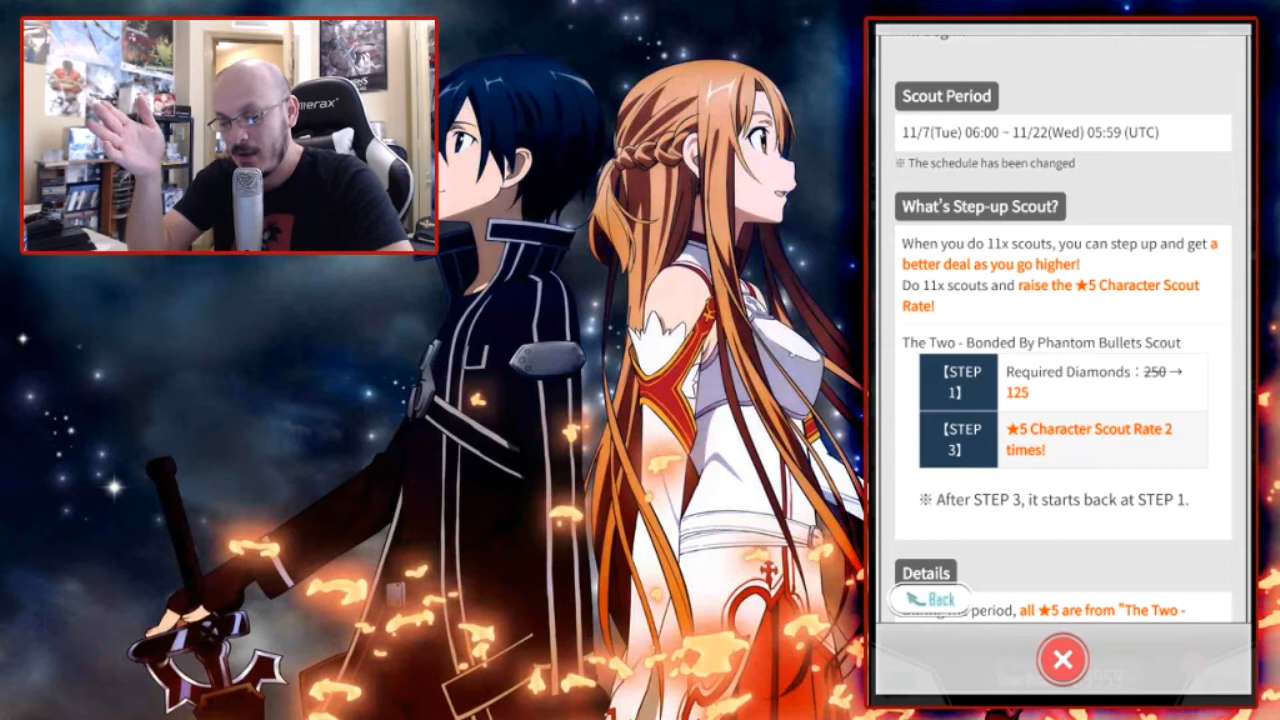 Scout Period
11/7(Tue) 06:00 ~ 11/22(Wed) 05:59 (UTC)
※ The schedule has been changed
What's Step-up Scout?
When you do 11x scouts, you can step up and get a
better deal as you go higher!
Do 11x scouts and raise the ★5 Character Scout
Rate!
The Two - Bonded By Phantom Bullets Scout
【STEP
1】
Required Diamonds : 250 →
125
【STEP
3】
★5 Character Scout Rate 2
times!
※ After STEP 3, it starts back at STEP 1.
Details
Back
period, all ★5 are from "The Two -